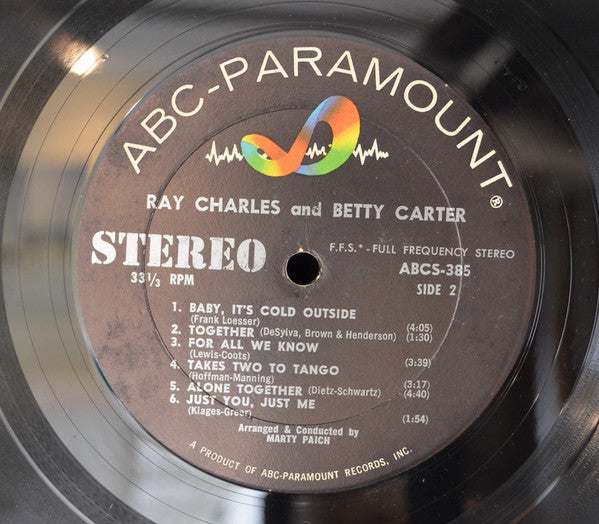 ABC-PARAMOUNT®
RAY CHARLES and BETTY CARTER
STEREO
F.F.S.*-FULL FREQUENCY STEREO
33⅓ RPM
ABCS-385
SIDE 2
1. BABY, IT'S COLD OUTSIDE
(Frank Loesser) (4:05)
2. TOGETHER (DeSylva, Brown & Henderson) (1:30)
3. FOR ALL WE KNOW
(Lewis-Coots) (3:39)
4. TAKES TWO TO TANGO
(Hoffman-Manning) (3:17)
5. ALONE TOGETHER (Dietz-Schwartz) (4:40)
6. JUST YOU, JUST ME
(Klages-Greer) (1:54)
Arranged & Conducted by
MARTY PAICH
A PRODUCT OF ABC-PARAMOUNT RECORDS, INC.